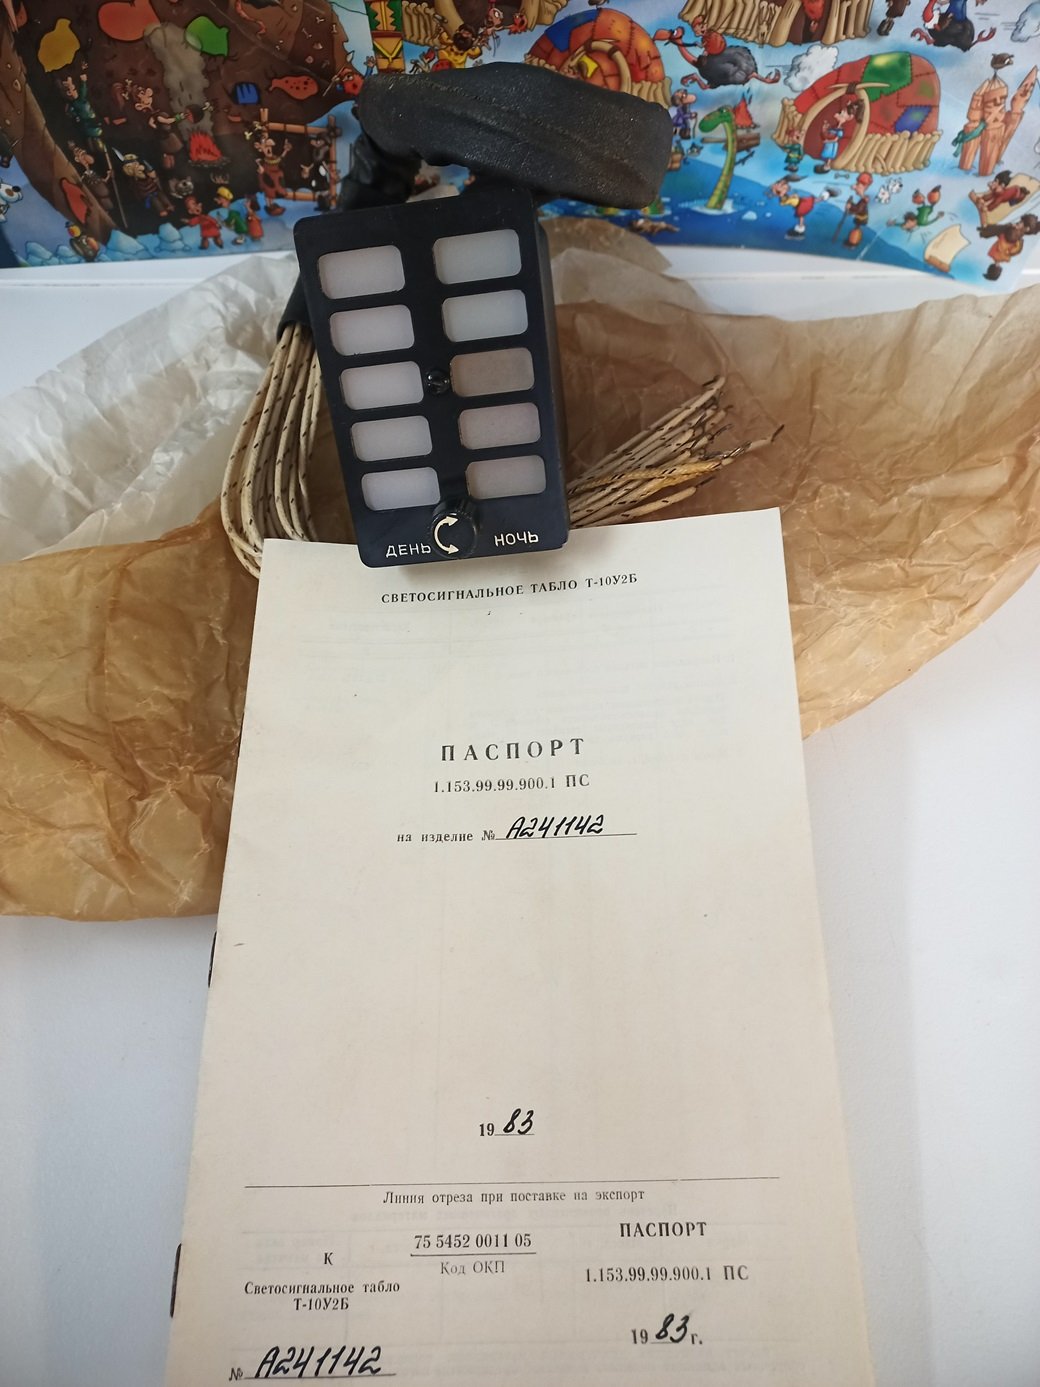 ДЕНЬ НОЧЬ
СВЕТОСИГНАЛЬНОЕ ТАБЛО Т-10У2Б
ПАСПОРТ
1.153.99.99.900.1 ПС
на изделие № А241142
19 83
Линия отреза при поставке на экспорт
К
Светосигнальное табло
Т-10У2Б
№ А241142
75 5452 0011 05
Код ОКП
ПАСПОРТ
1.153.99.99.900.1 ПС
19 83 г.